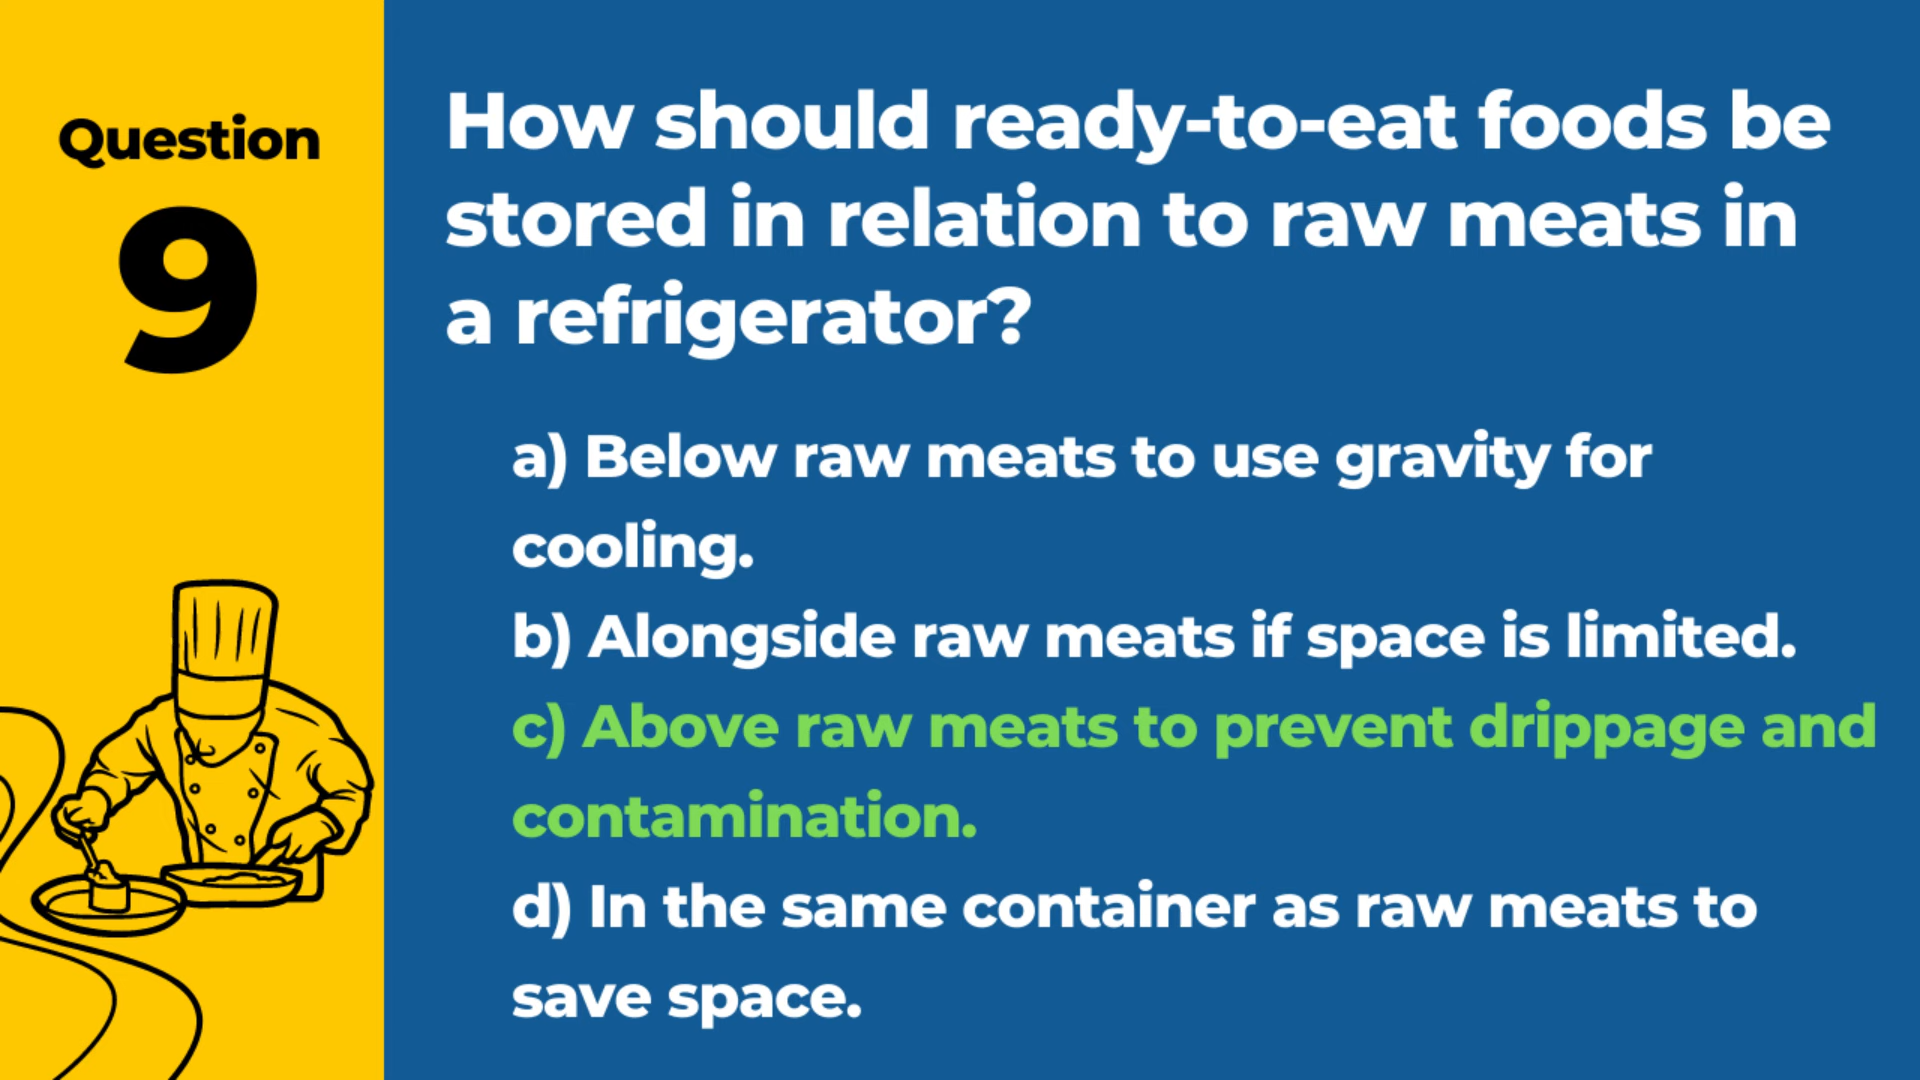 Question
9
How should ready-to-eat foods be
stored in relation to raw meats in
a refrigerator?
a) Below raw meats to use gravity for
cooling.
b) Alongside raw meats if space is limited.
c) Above raw meats to prevent drippage and
contamination.
d) In the same container as raw meats to
save space.